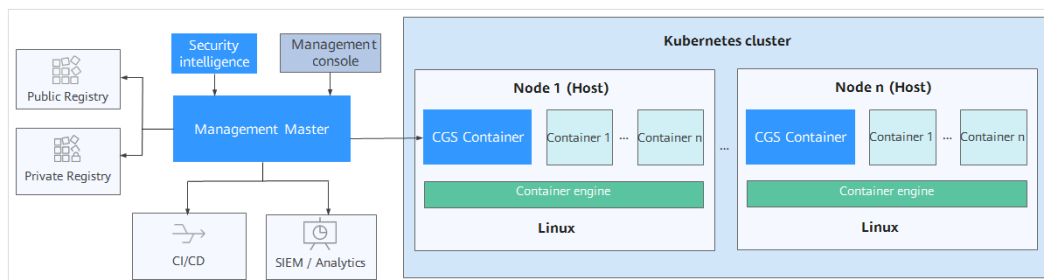 Security
intelligence
Management
console
Public Registry
Management Master
Private Registry
CI/CD
SIEM / Analytics
Kubernetes cluster
Node 1 (Host)
CGS Container
Container 1
...
Container n
Container engine
Linux
...
Node n (Host)
CGS Container
Container 1
...
Container n
Container engine
Linux